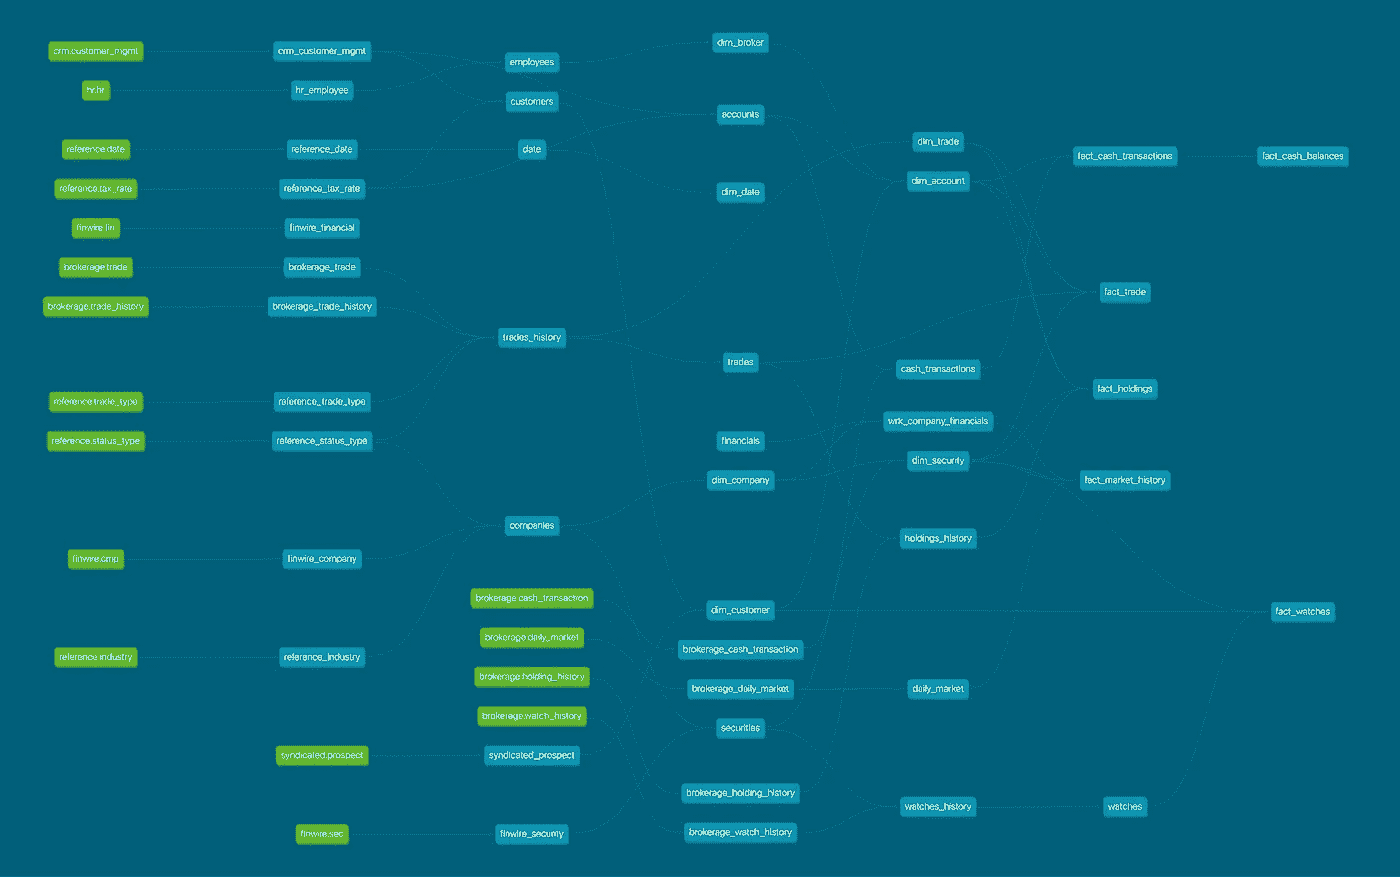 crm.customer_mgmt
hr.hr
reference.date
reference.tax_rate
finwire.fin
brokerage.trade
brokerage.trade_history
reference.trade_type
reference.status_type
finwire.cmp
reference.industry
crm_customer_mgmt
hr_employee
reference_date
reference_tax_rate
finwire_financial
brokerage_trade
brokerage_trade_history
reference_trade_type
reference_status_type
finwire_company
reference_industry
syndicated.prospect
finwire.sec
employees
customers
date
trades_history
companies
brokerage.cash_transaction
brokerage.daily_market
brokerage.holding_history
brokerage.watch_history
syndicated_prospect
finwire_security
dim_broker
accounts
dim_date
trades
financials
dim_company
dim_customer
brokerage_cash_transaction
brokerage_daily_market
securities
brokerage_holding_history
brokerage_watch_history
dim_trade
dim_account
cash_transactions
wrk_company_financials
dim_security
holdings_history
daily_market
watches_history
fact_cash_transactions
fact_trade
fact_holdings
fact_market_history
watches
fact_cash_balances
fact_watches